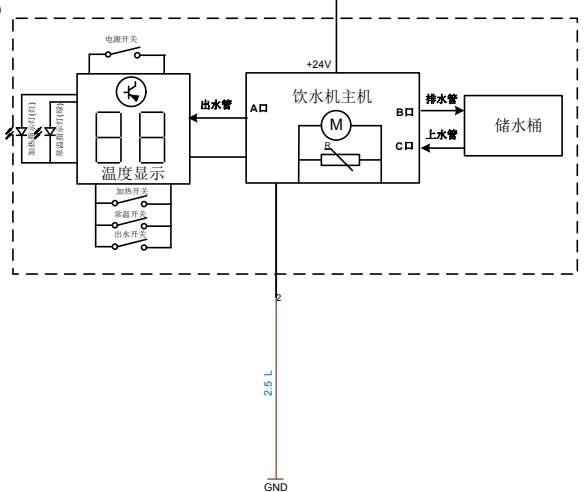 电源开关
+24V
加热指示灯(红)
常温指示灯(绿)
温度显示
出水管
A口
饮水机主机
M
R
B口
C口
排水管
上水管
储水桶
加热开关
常温开关
出水开关
2
2.5 L
GND